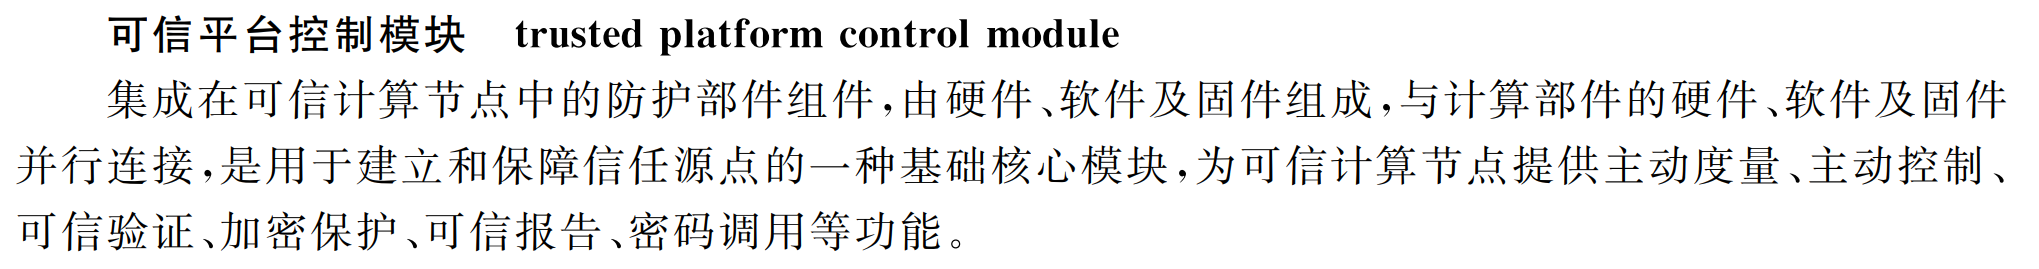 可信平台控制模块 trusted platform control module
集成在可信计算节点中的防护部件组件,由硬件、软件及固件组成,与计算部件的硬件、软件及固件
并行连接,是用于建立和保障信任源点的一种基础核心模块,为可信计算节点提供主动度量、主动控制、
可信验证、加密保护、可信报告、密码调用等功能。